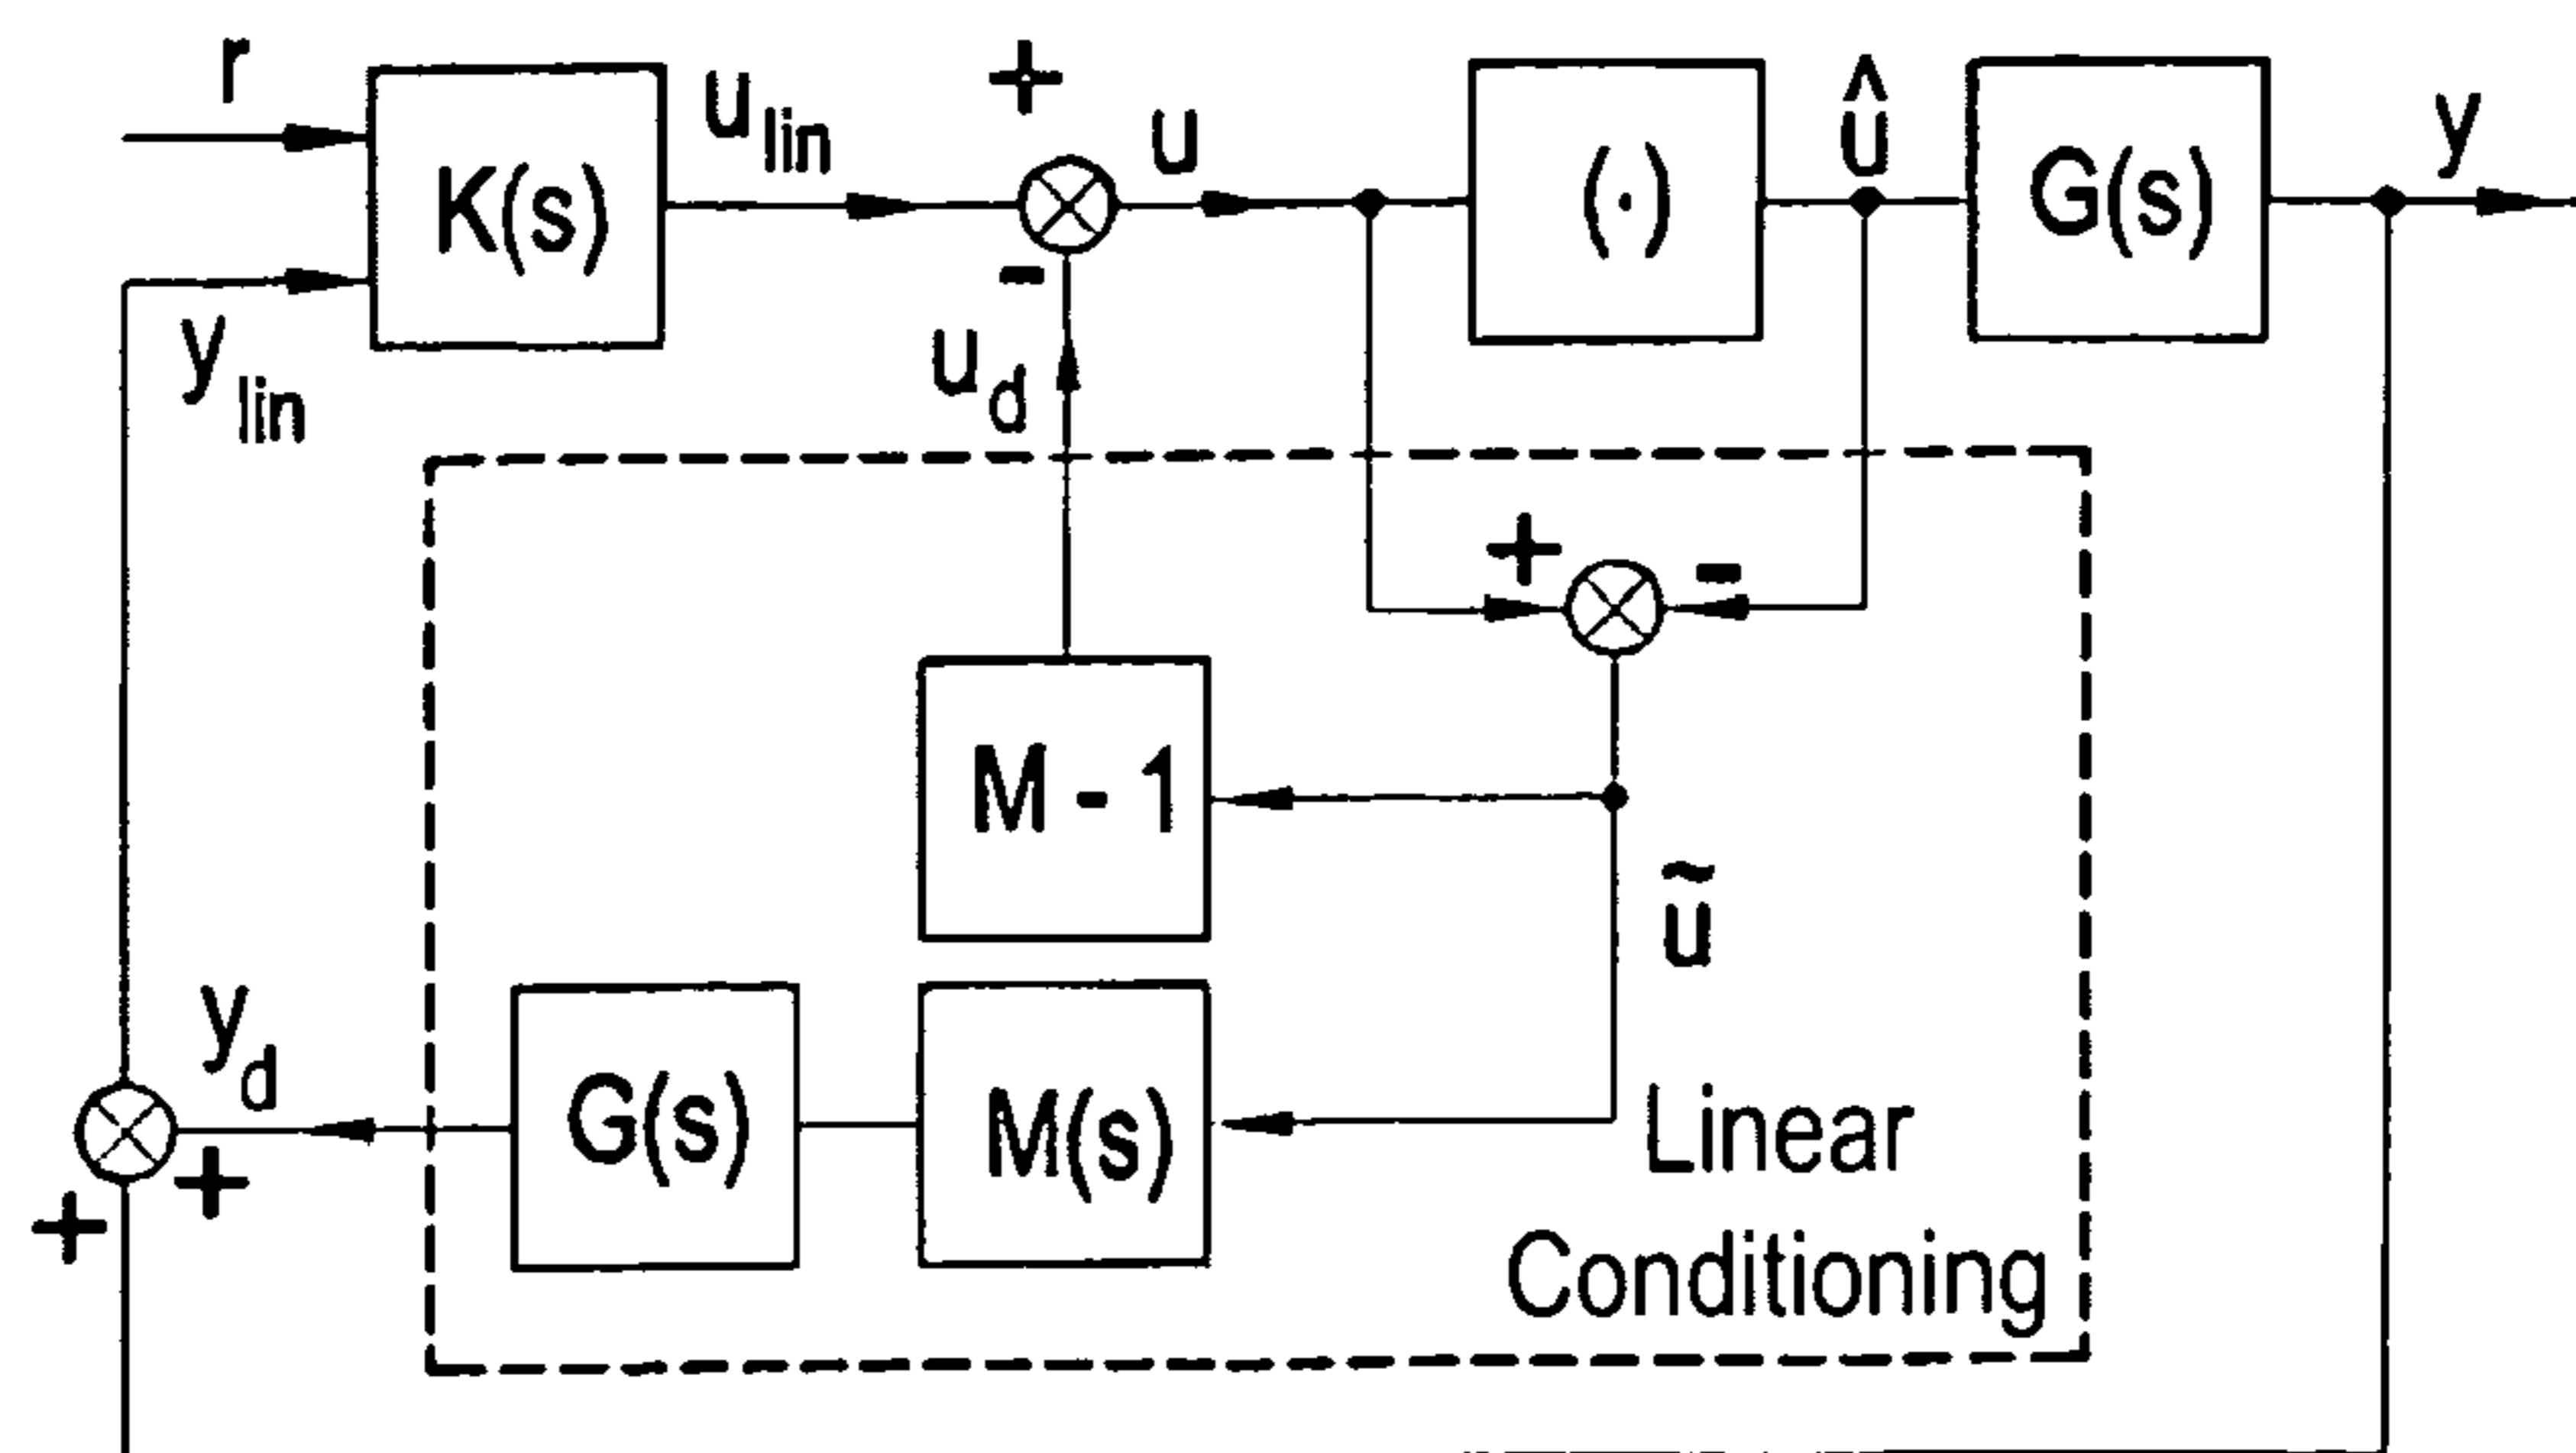 r
K(s)
u_lin
+
-
u
(·)
û
G(s)
y
y_lin
u_d
+
-
M - 1
ũ
y_d
G(s)
M(s)
+
+
Linear
Conditioning